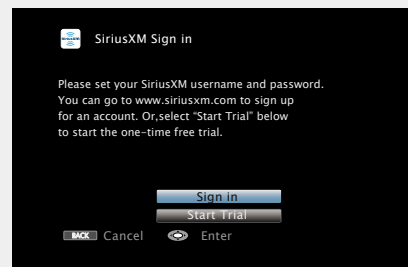 SiriusXM Sign in
Please set your SiriusXM username and password.
You can go to www.siriusxm.com to sign up
for an account. Or,select “Start Trial” below
to start the one-time free trial.
Sign in
Start Trial
BACK Cancel Enter